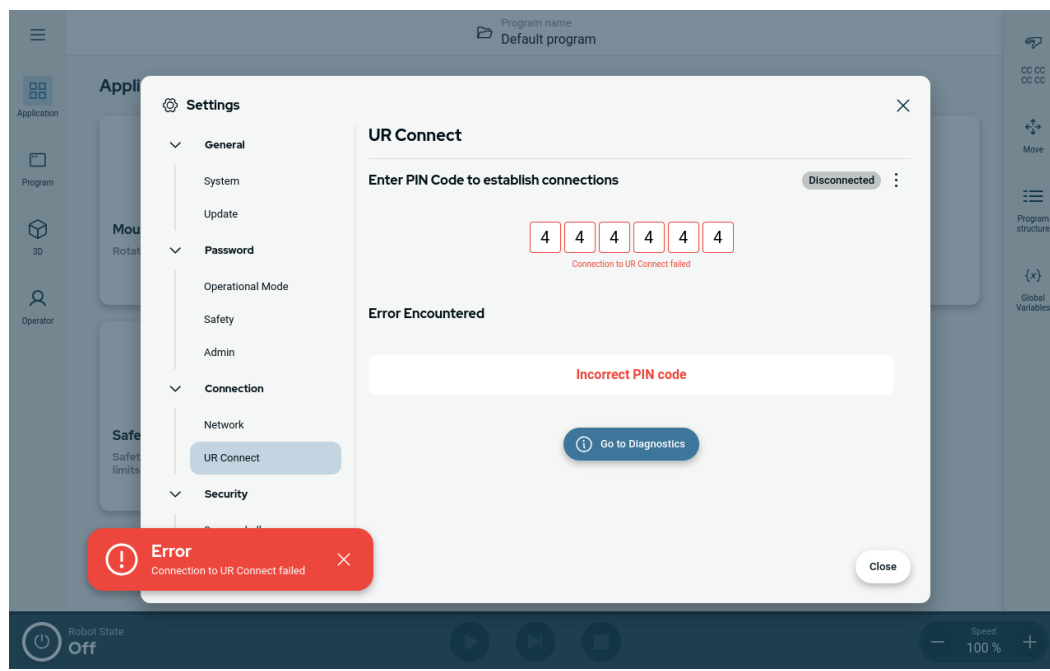 Program name
Default program
Application
Program
3D
Operator
Appli
Mou
Rotat
Safe
Safet
limits
Settings
General
System
Update
Password
Operational Mode
Safety
Admin
Connection
Network
UR Connect
Security
UR Connect
Enter PIN Code to establish connections
Disconnected
4 4 4 4 4 4
Connection to UR Connect failed
Error Encountered
Incorrect PIN code
Go to Diagnostics
Close
Error
Connection to UR Connect failed
CC CC
CC CC
Move
Program
structure
{x}
Global
Variables
Robot State
Off
Speed
100 %